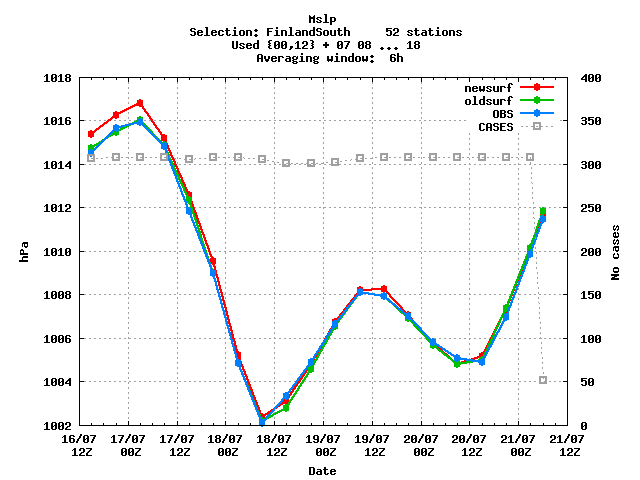 Mslp
Selection: FinlandSouth 52 stations
Used {00,12} + 07 08 ... 18
Averaging window: 6h
newsurf
oldsurf
OBS
CASES
hPa
1018
1016
1014
1012
1010
1008
1006
1004
1002
No cases
400
350
300
250
200
150
100
50
0
16/07 17/07 17/07 18/07 18/07 19/07 19/07 20/07 20/07 21/07 21/07
12Z 00Z 12Z 00Z 12Z 00Z 12Z 00Z 12Z 00Z 12Z
Date